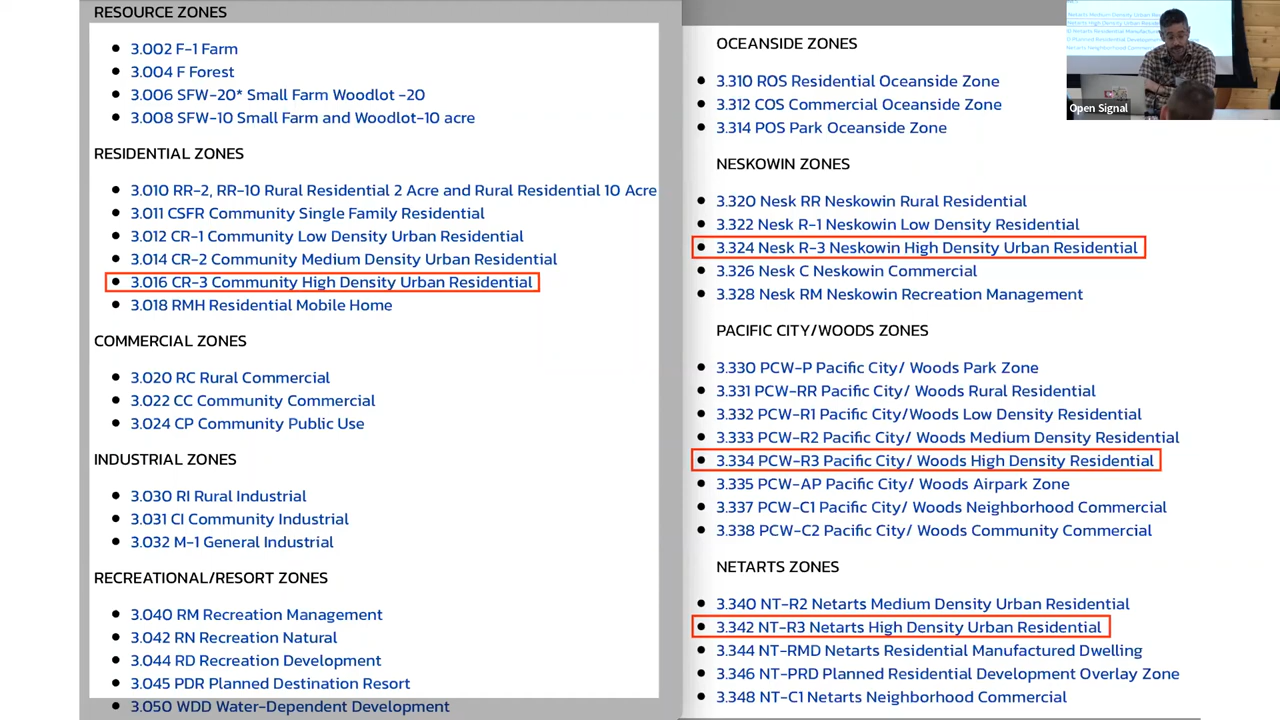 RESOURCE ZONES
3.002 F-1 Farm
3.004 F Forest
3.006 SFW-20* Small Farm Woodlot -20
3.008 SFW-10 Small Farm and Woodlot-10 acre
RESIDENTIAL ZONES
3.010 RR-2, RR-10 Rural Residential 2 Acre and Rural Residential 10 Acre
3.011 CSFR Community Single Family Residential
3.012 CR-1 Community Low Density Urban Residential
3.014 CR-2 Community Medium Density Urban Residential
3.016 CR-3 Community High Density Urban Residential
3.018 RMH Residential Mobile Home
COMMERCIAL ZONES
3.020 RC Rural Commercial
3.022 CC Community Commercial
3.024 CP Community Public Use
INDUSTRIAL ZONES
3.030 RI Rural Industrial
3.031 CI Community Industrial
3.032 M-1 General Industrial
RECREATIONAL/RESORT ZONES
3.040 RM Recreation Management
3.042 RN Recreation Natural
3.044 RD Recreation Development
3.045 PDR Planned Destination Resort
3.050 WDD Water-Dependent Development
OCEANSIDE ZONES
3.310 ROS Residential Oceanside Zone
3.312 COS Commercial Oceanside Zone
3.314 POS Park Oceanside Zone
NESKOWIN ZONES
3.320 Nesk RR Neskowin Rural Residential
3.322 Nesk R-1 Neskowin Low Density Residential
3.324 Nesk R-3 Neskowin High Density Urban Residential
3.326 Nesk C Neskowin Commercial
3.328 Nesk RM Neskowin Recreation Management
PACIFIC CITY/WOODS ZONES
3.330 PCW-P Pacific City/ Woods Park Zone
3.331 PCW-RR Pacific City/ Woods Rural Residential
3.332 PCW-R1 Pacific City/Woods Low Density Residential
3.333 PCW-R2 Pacific City/ Woods Medium Density Residential
3.334 PCW-R3 Pacific City/ Woods High Density Residential
3.335 PCW-AP Pacific City/ Woods Airpark Zone
3.337 PCW-C1 Pacific City/ Woods Neighborhood Commercial
3.338 PCW-C2 Pacific City/ Woods Community Commercial
NETARTS ZONES
3.340 NT-R2 Netarts Medium Density Urban Residential
3.342 NT-R3 Netarts High Density Urban Residential
3.344 NT-RMD Netarts Residential Manufactured Dwelling
3.346 NT-PRD Planned Residential Development Overlay Zone
3.348 NT-C1 Netarts Neighborhood Commercial
Open Signal